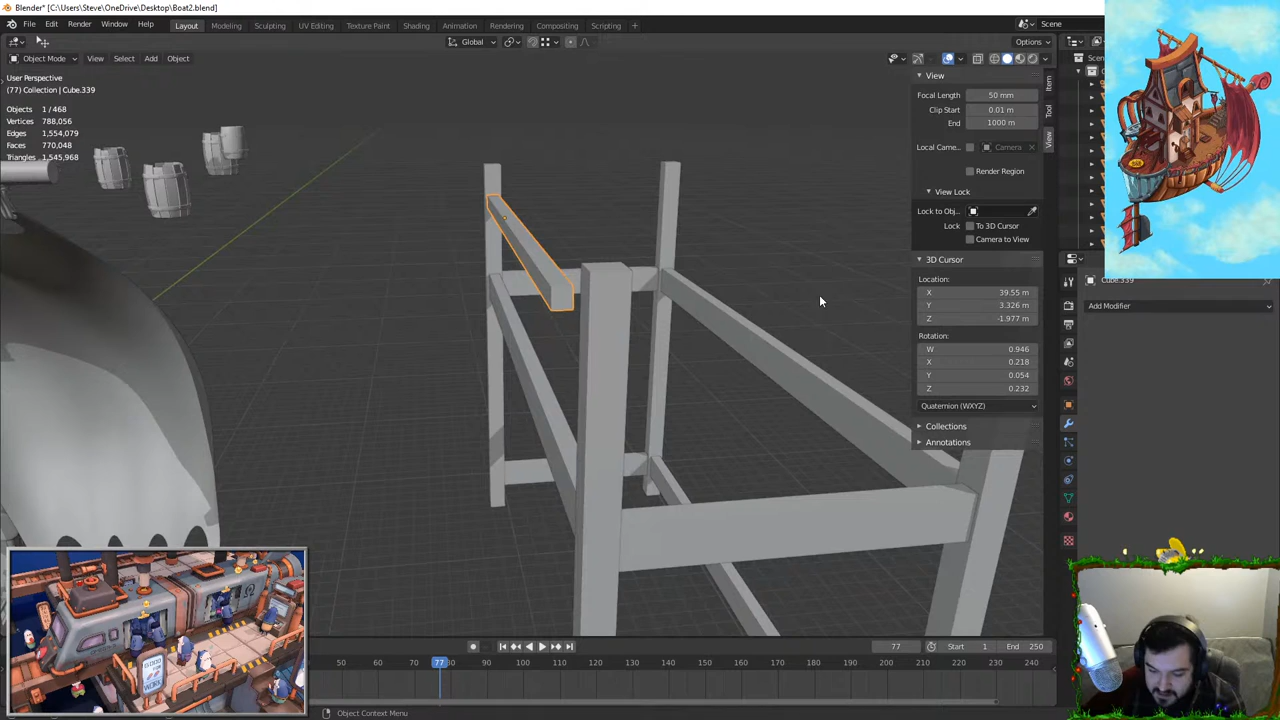 Blender* [C:\Users\Steve\OneDrive\Desktop\Boat2.blend]
File Edit Render Window Help Layout Modeling Sculpting UV Editing Texture Paint Shading Animation Rendering Compositing Scripting Scene
Global Options
Object Mode View Select Add Object
User Perspective
(77) Collection | Cube.339
Objects 1 / 468
Vertices 788,056
Edges 1,554,079
Faces 770,048
Triangles 1,545,968
View
Focal Length 50 mm
Clip Start 0.01 m
End 1000 m
Local Came... Camera
Render Region
View Lock
Lock to Obj...
Lock To 3D Cursor
Camera to View
3D Cursor
Location:
X 39.55 m
Y 3.326 m
Z -1.977 m
Rotation:
W 0.946
X 0.218
Y 0.054
Z 0.232
Quaternion (WXYZ)
Collections
Annotations
Item
Tool
View
Cube.339
Add Modifier
77 Start 1 End 250
50 60 70 77 80 90 100 110 120 130 140 150 160 170 180 190 200 210 220 230 240
Object Context Menu